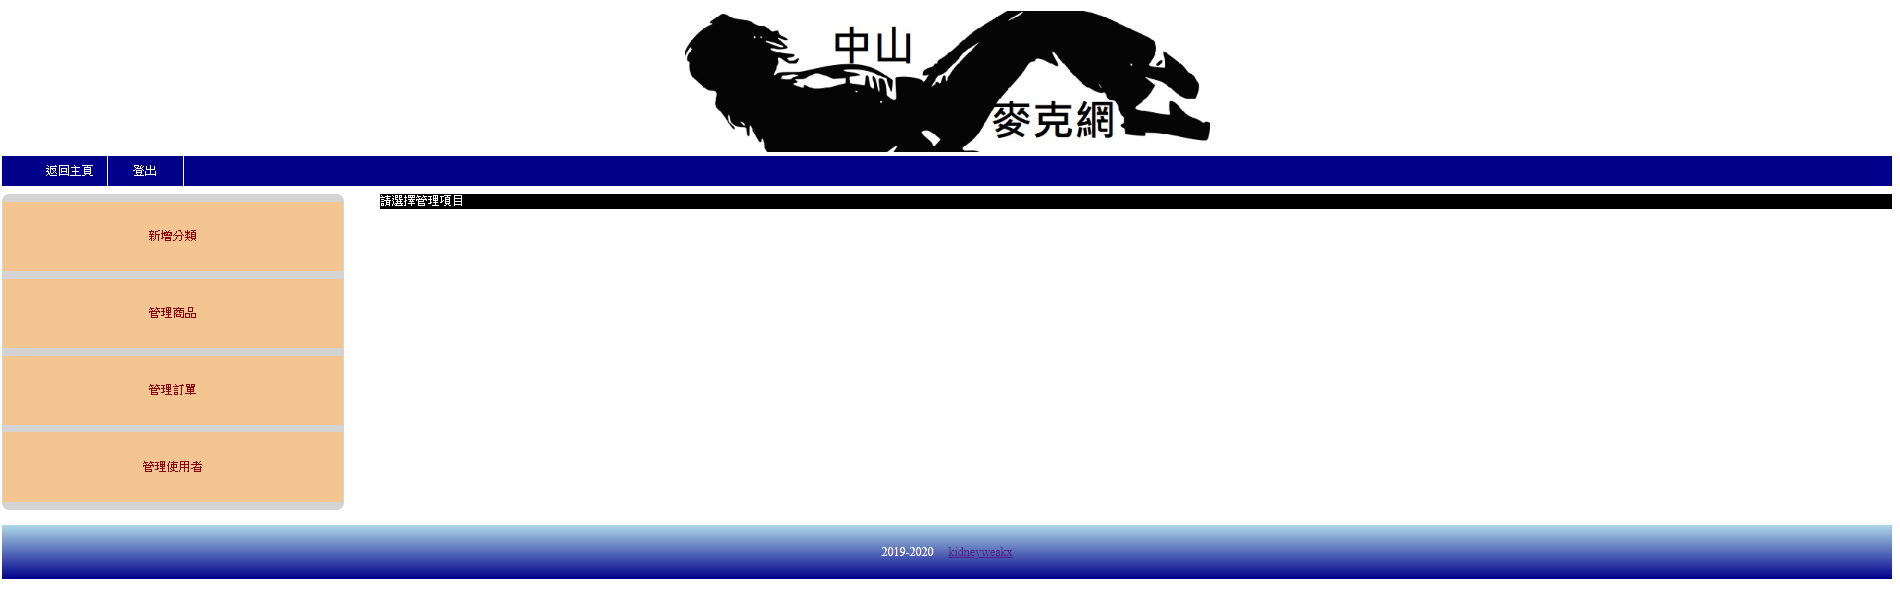 中山
麥克網
返回主頁 登出
請選擇管理項目
新增分類
管理商品
管理訂單
管理使用者
2019-2020 kidneyweakx